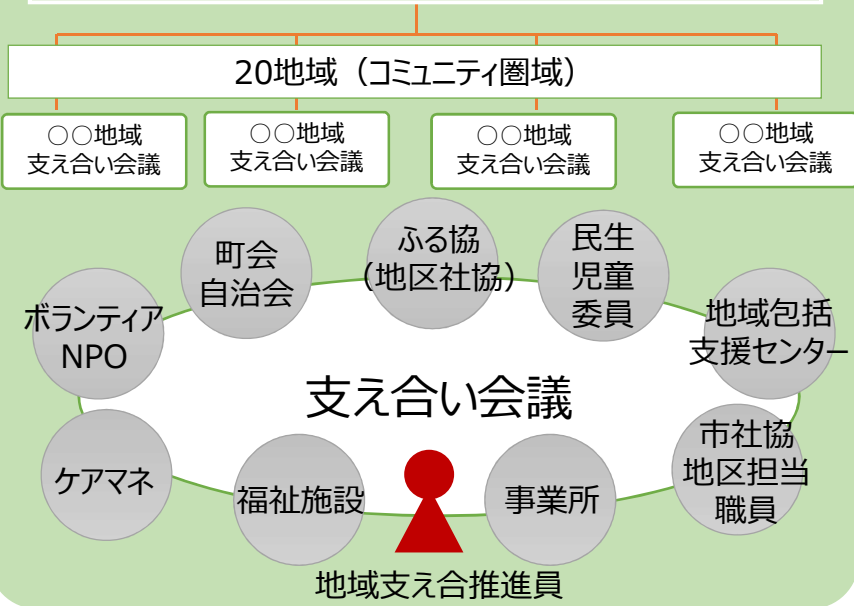 20地域（コミュニティ圏域）
○○地域
支え合い会議
○○地域
支え合い会議
○○地域
支え合い会議
○○地域
支え合い会議
町会
自治会
ふる協
（地区社協）
民生
児童
委員
ボランティア
NPO
地域包括
支援センター
支え合い会議
ケアマネ
福祉施設
事業所
市社協
地区担当
職員
地域支え合推進員